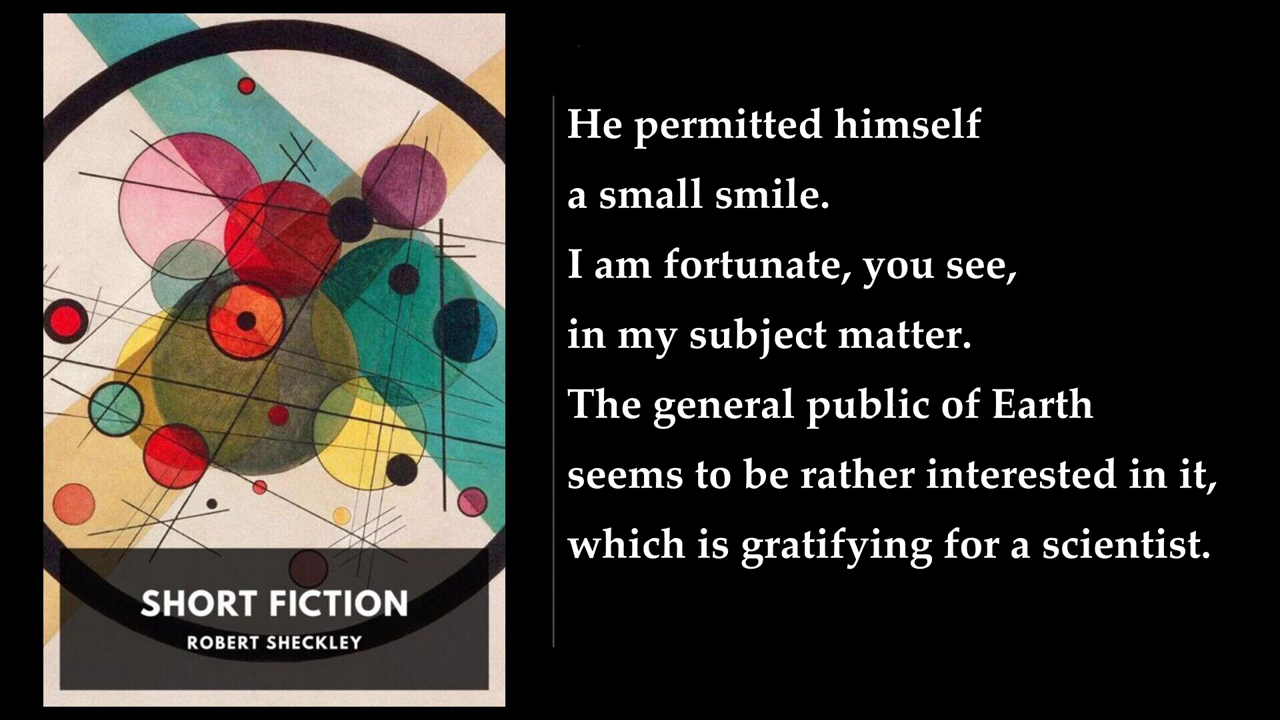 He permitted himself
a small smile.
I am fortunate, you see,
in my subject matter.
The general public of Earth
seems to be rather interested in it,
which is gratifying for a scientist.
SHORT FICTION
ROBERT SHECKLEY